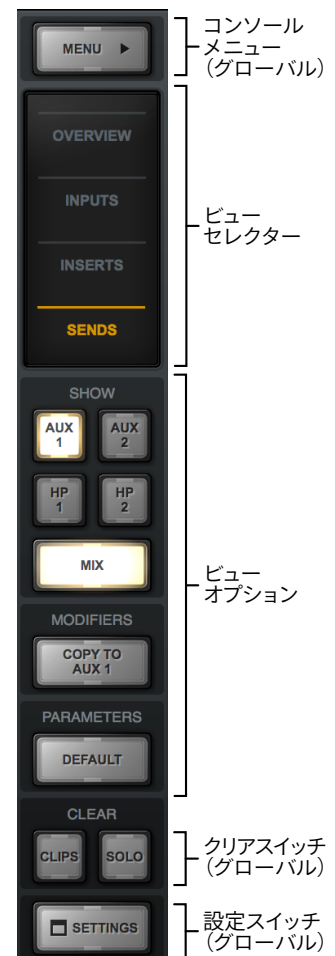 MENU
コンソール
メニュー
（グローバル）
OVERVIEW
INPUTS
INSERTS
SENDS
ビュー
セレクター
SHOW
AUX
1
AUX
2
HP
1
HP
2
MIX
MODIFIERS
COPY TO
AUX 1
PARAMETERS
DEFAULT
ビュー
オプション
CLEAR
CLIPS
SOLO
クリアスイッチ
（グローバル）
SETTINGS
設定スイッチ
（グローバル）